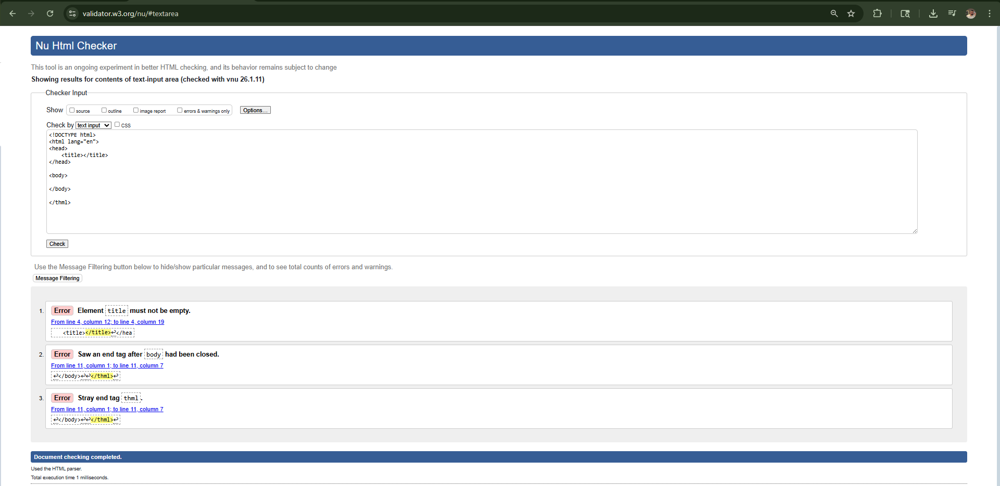 validator.w3.org/nu/#textarea
Nu Html Checker
This tool is an ongoing experiment in better HTML checking, and its behavior remains subject to change
Showing results for contents of text-input area (checked with vnu 26.1.11)
Checker Input
Show source outline image report errors & warnings only Options...
Check by text input CSS
<!DOCTYPE html>
<html lang="en">
<head>
    <title></title>
</head>
<body>
</body>
</thml>
Check
Use the Message Filtering button below to hide/show particular messages, and to see total counts of errors and warnings.
Message Filtering
1. Error Element title must not be empty.
From line 4, column 12; to line 4, column 19
<title></title>↩</hea
2. Error Saw an end tag after body had been closed.
From line 11, column 1; to line 11, column 7
↩</body>↩↩</thml>↩
3. Error Stray end tag thml.
From line 11, column 1; to line 11, column 7
↩</body>↩↩</thml>↩
Document checking completed.
Used the HTML parser.
Total execution time 1 milliseconds.